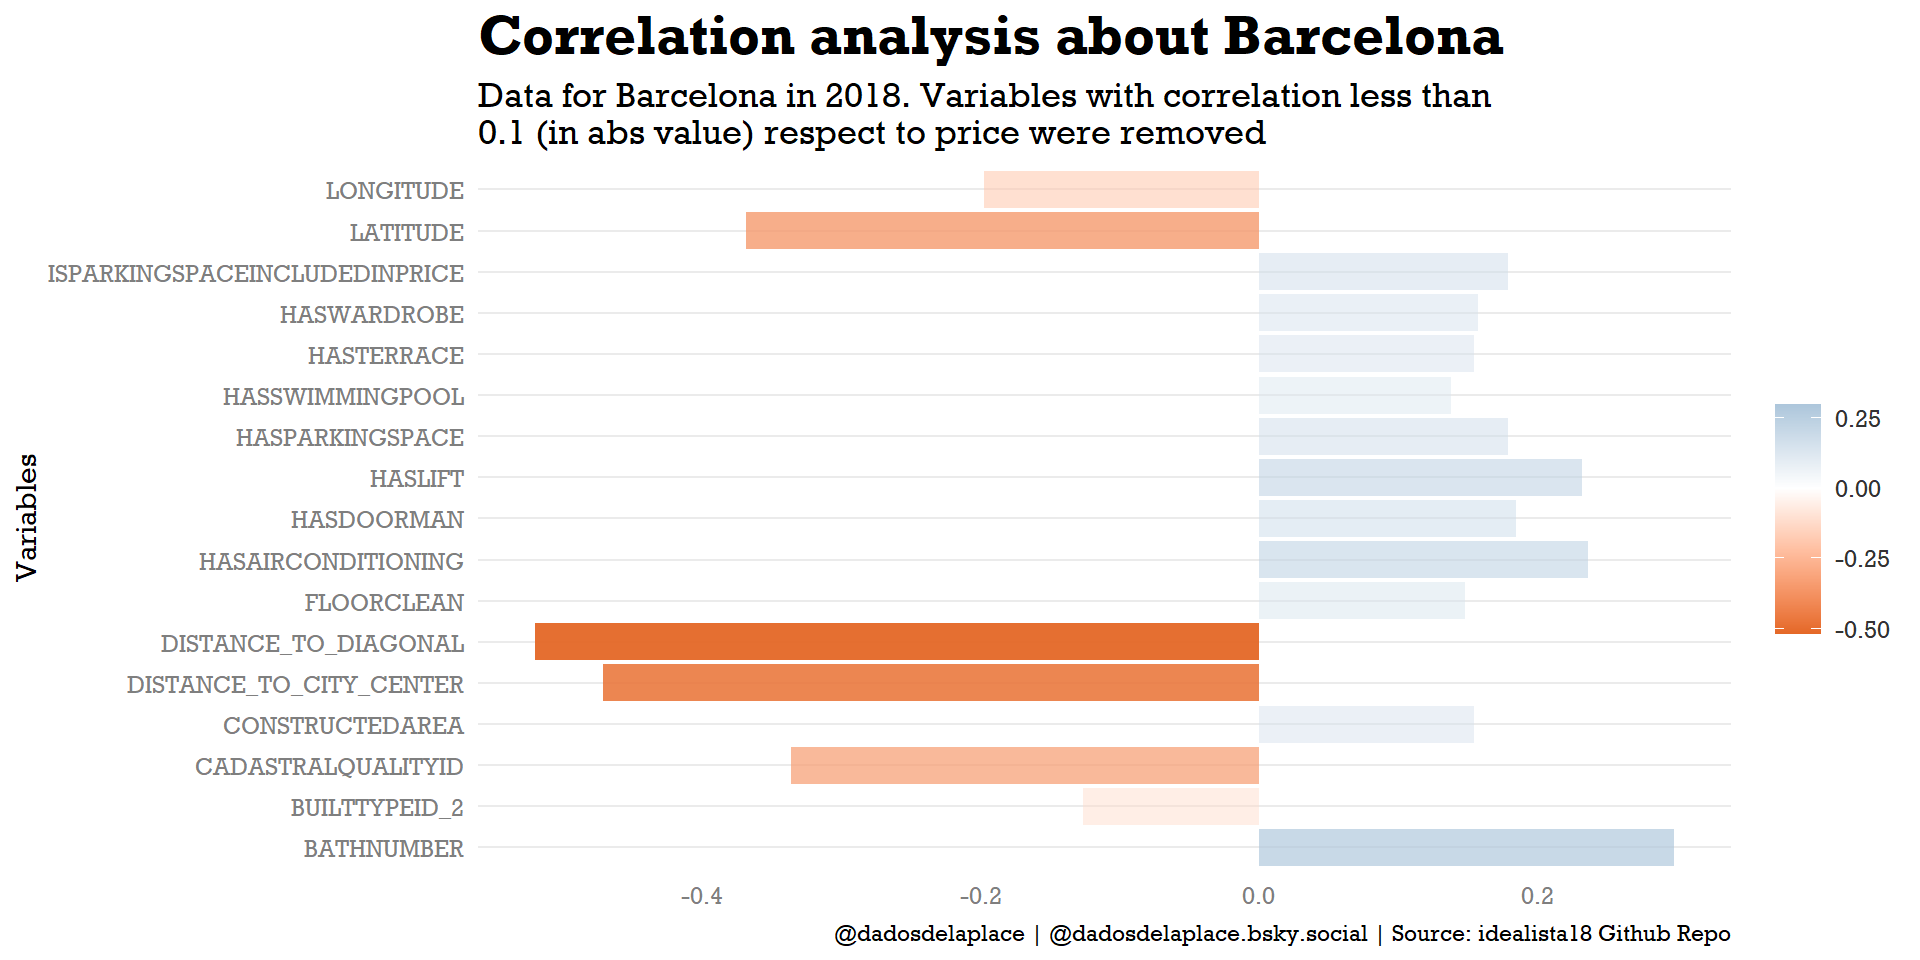 Correlation analysis about Barcelona
Data for Barcelona in 2018. Variables with correlation less than
0.1 (in abs value) respect to price were removed
Variables
LONGITUDE
LATITUDE
ISPARKINGSPACEINCLUDEDINPRICE
HASWARDROBE
HASTERRACE
HASSWIMMINGPOOL
HASPARKINGSPACE
HASLIFT
HASDOORMAN
HASAIRCONDITIONING
FLOORCLEAN
DISTANCE_TO_DIAGONAL
DISTANCE_TO_CITY_CENTER
CONSTRUCTEDAREA
CADASTRALQUALITYID
BUILTTYPEID_2
BATHNUMBER
-0.4 -0.2 0.0 0.2
0.25
0.00
-0.25
-0.50
@dadosdelaplace | @dadosdelaplace.bsky.social | Source: idealista18 Github Repo